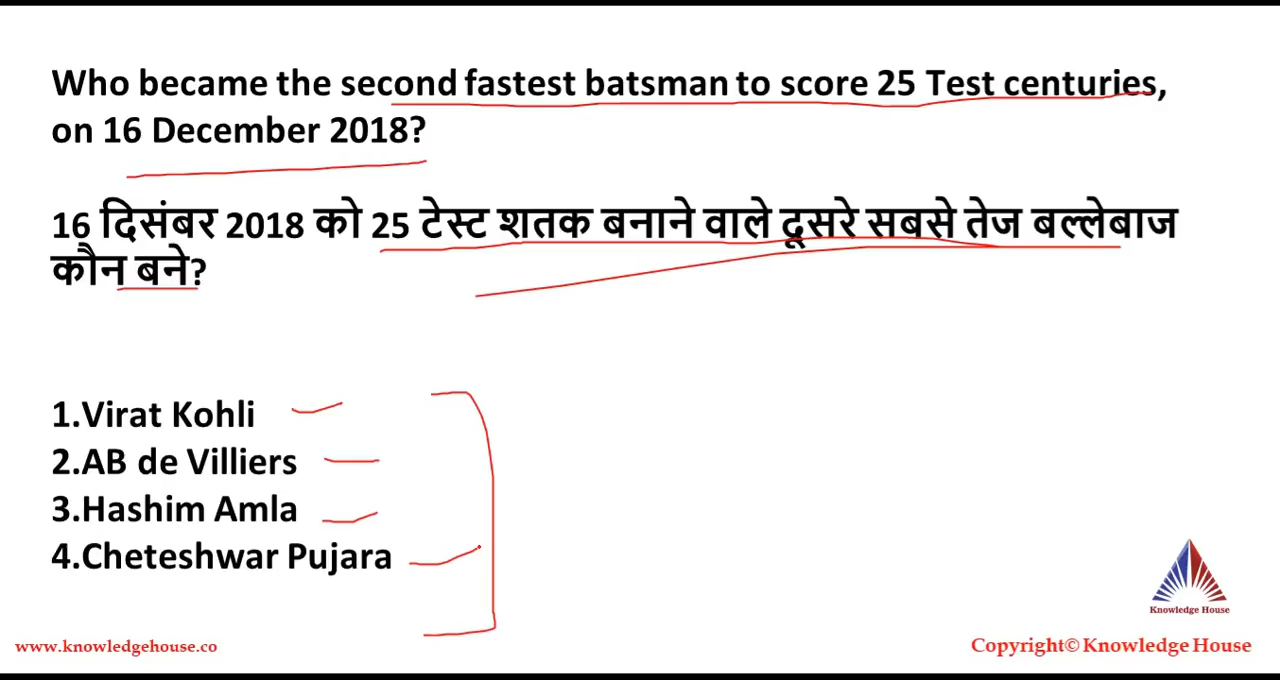 Who became the second fastest batsman to score 25 Test centuries,
on 16 December 2018?
16 दिसंबर 2018 को 25 टेस्ट शतक बनाने वाले दूसरे सबसे तेज बल्लेबाज
कौन बने?
1.Virat Kohli
2.AB de Villiers
3.Hashim Amla
4.Cheteshwar Pujara
Knowledge House
www.knowledgehouse.co
Copyright© Knowledge House